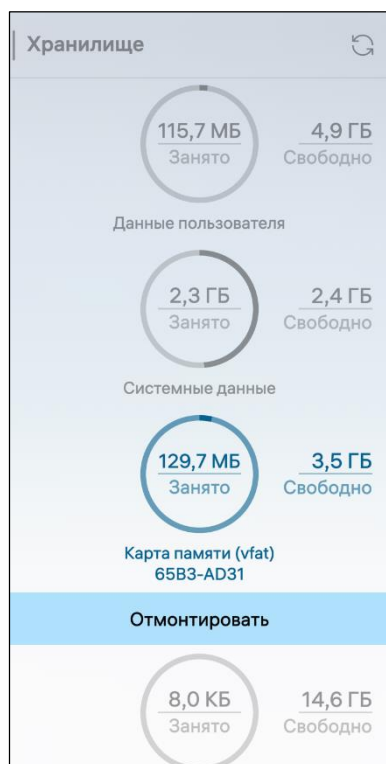 Хранилище
115,7 МБ 4,9 ГБ
Занято Свободно
Данные пользователя
2,3 ГБ 2,4 ГБ
Занято Свободно
Системные данные
129,7 МБ 3,5 ГБ
Занято Свободно
Карта памяти (vfat)
65B3-AD31
Отмонтировать
8,0 КБ 14,6 ГБ
Занято Свободно